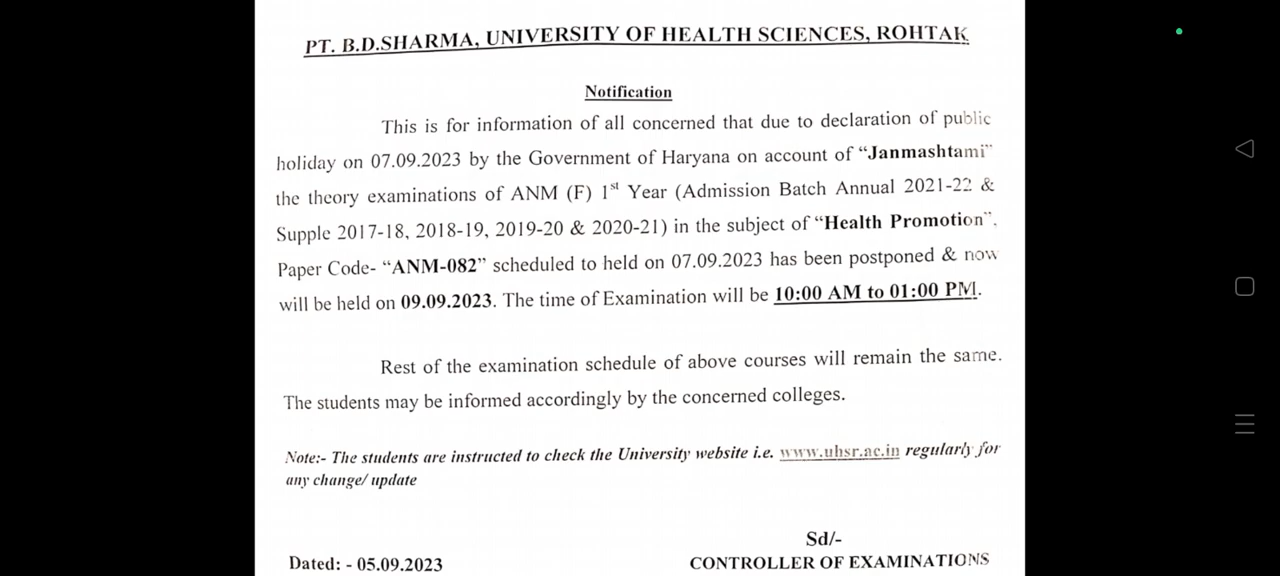 PT. B.D.SHARMA, UNIVERSITY OF HEALTH SCIENCES, ROHTAK
Notification
This is for information of all concerned that due to declaration of public
holiday on 07.09.2023 by the Government of Haryana on account of “Janmashtami”
the theory examinations of ANM (F) 1st Year (Admission Batch Annual 2021-22 &
Supple 2017-18, 2018-19, 2019-20 & 2020-21) in the subject of “Health Promotion”.
Paper Code- “ANM-082” scheduled to held on 07.09.2023 has been postponed & now
will be held on 09.09.2023. The time of Examination will be 10:00 AM to 01:00 PM.
Rest of the examination schedule of above courses will remain the same.
The students may be informed accordingly by the concerned colleges.
Note:- The students are instructed to check the University website i.e. www.uhsr.ac.in regularly for
any change/ update
Sd/-
Dated: - 05.09.2023 CONTROLLER OF EXAMINATIONS